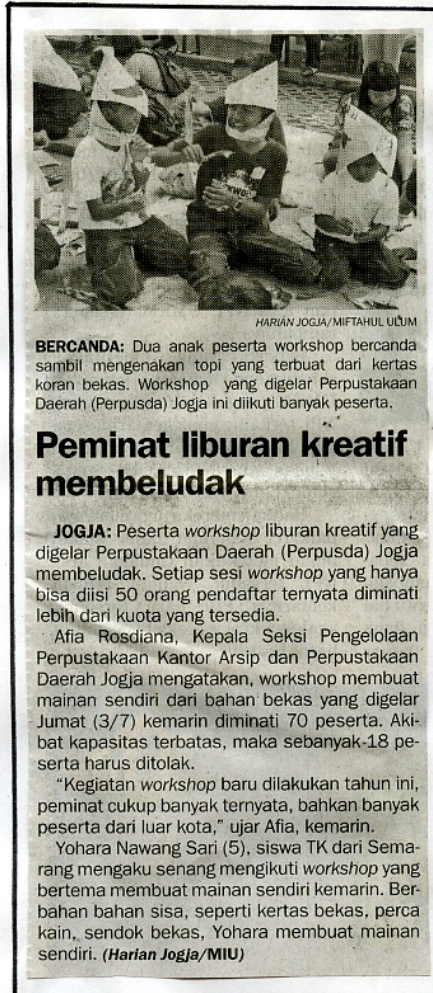 HARIAN JOGJA/MIFTAHUL ULUM
BERCANDA: Dua anak peserta workshop bercanda
sambil mengenakan topi yang terbuat dari kertas
koran bekas. Workshop yang digelar Perpustakaan
Daerah (Perpusda) Jogja ini diikuti banyak peserta.
Peminat liburan kreatif
membeludak
JOGJA: Peserta workshop liburan kreatif yang
digelar Perpustakaan Daerah (Perpusda) Jogja
membeludak. Setiap sesi workshop yang hanya
bisa diisi 50 orang pendaftar ternyata diminati
lebih dari kuota yang tersedia.
Afia Rosdiana, Kepala Seksi Pengelolaan
Perpustakaan Kantor Arsip dan Perpustakaan
Daerah Jogja mengatakan, workshop membuat
mainan sendiri dari bahan bekas yang digelar
Jumat (3/7) kemarin diminati 70 peserta. Aki-
bat kapasitas terbatas, maka sebanyak-18 pe-
serta harus ditolak.
"Kegiatan workshop baru dilakukan tahun ini,
peminat cukup banyak ternyata, bahkan banyak
peserta dari luar kota," ujar Afia, kemarin.
Yohara Nawang Sari (5), siswa TK dari Sema-
rang mengaku senang mengikuti workshop yang
bertema membuat mainan sendiri kemarin. Ber-
bahan bahan sisa, seperti kertas bekas, perca
kain, sendok bekas, Yohara membuat mainan
sendiri. (Harian Jogja/MIU)